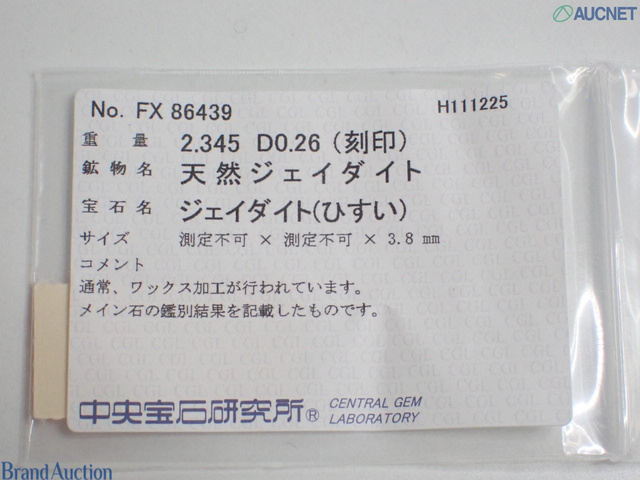 AUCNET
No. FX 86439 H111225
重量 2.345 D0.26 (刻印)
鉱物名 天然ジェイダイト
宝石名 ジェイダイト(ひすい)
サイズ 測定不可 × 測定不可 × 3.8 mm
コメント
通常、ワックス加工が行われています。
メイン石の鑑別結果を記載したものです。
中央宝石研究所® CENTRAL GEM
LABORATORY
Brand Auction